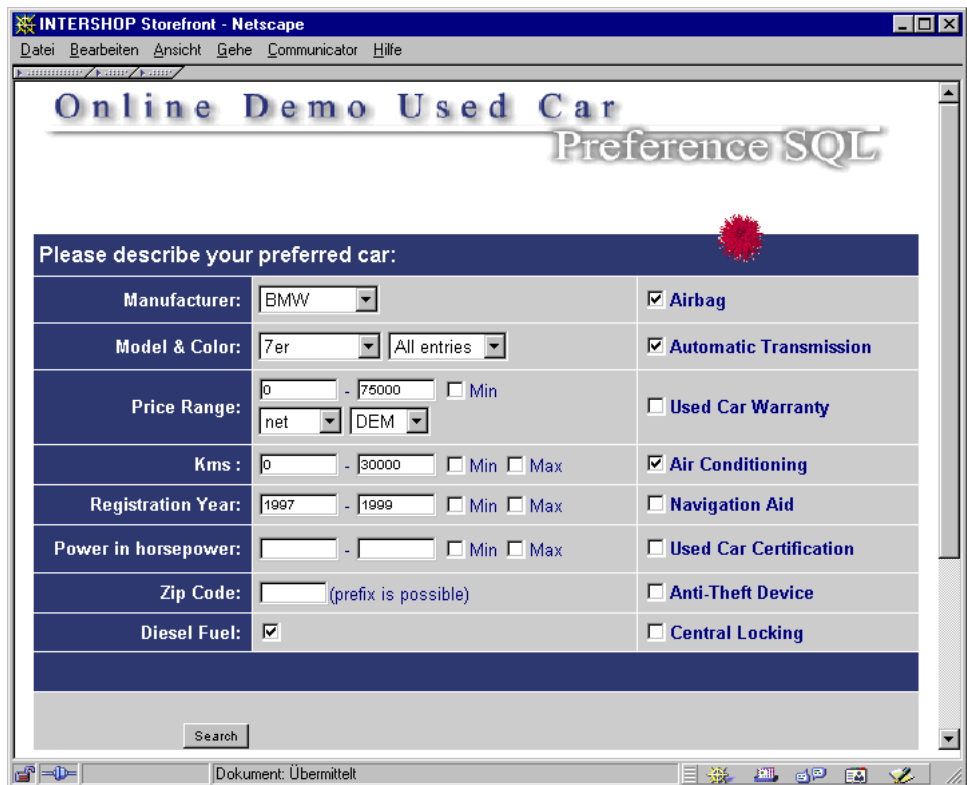 INTERSHOP Storefront - Netscape
Datei Bearbeiten Ansicht Gehe Communicator Hilfe
Online Demo Used Car
Preference SQL
Please describe your preferred car:
Manufacturer: BMW Airbag
Model & Color: 7er All entries Automatic Transmission
Price Range: 0 - 75000 Min
net DEM
Used Car Warranty
Kms : 0 - 30000 Min Max Air Conditioning
Registration Year: 1997 - 1999 Min Max Navigation Aid
Power in horsepower: - Min Max Used Car Certification
Zip Code: (prefix is possible) Anti-Theft Device
Diesel Fuel: Central Locking
Search
Dokument: Übermittelt